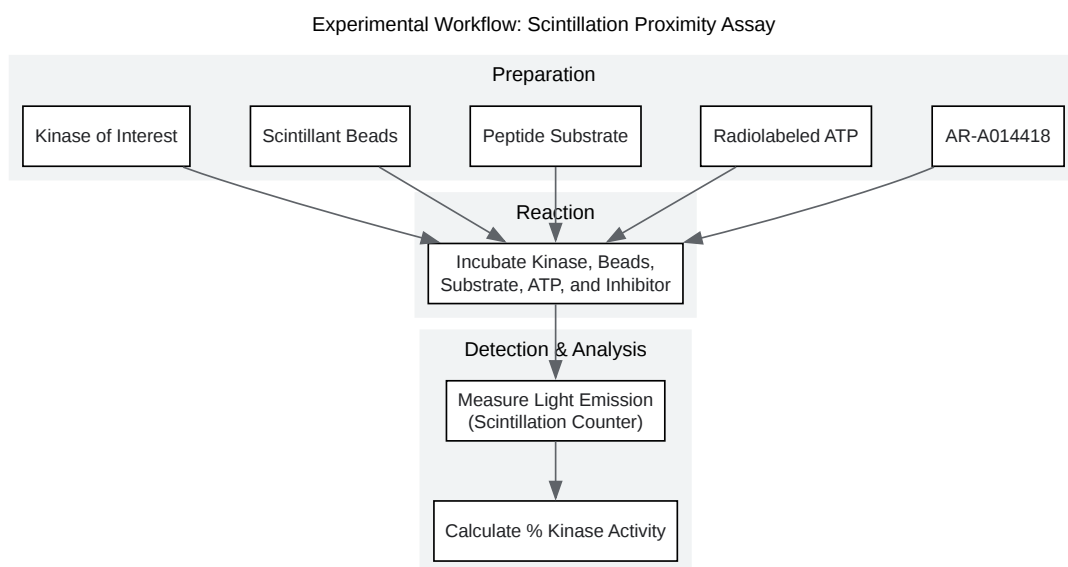 Experimental Workflow: Scintillation Proximity Assay
Preparation
Kinase of Interest
Scintillant Beads
Peptide Substrate
Radiolabeled ATP
AR-A014418
Reaction
Incubate Kinase, Beads,
Substrate, ATP, and Inhibitor
Detection & Analysis
Measure Light Emission
(Scintillation Counter)
Calculate % Kinase Activity